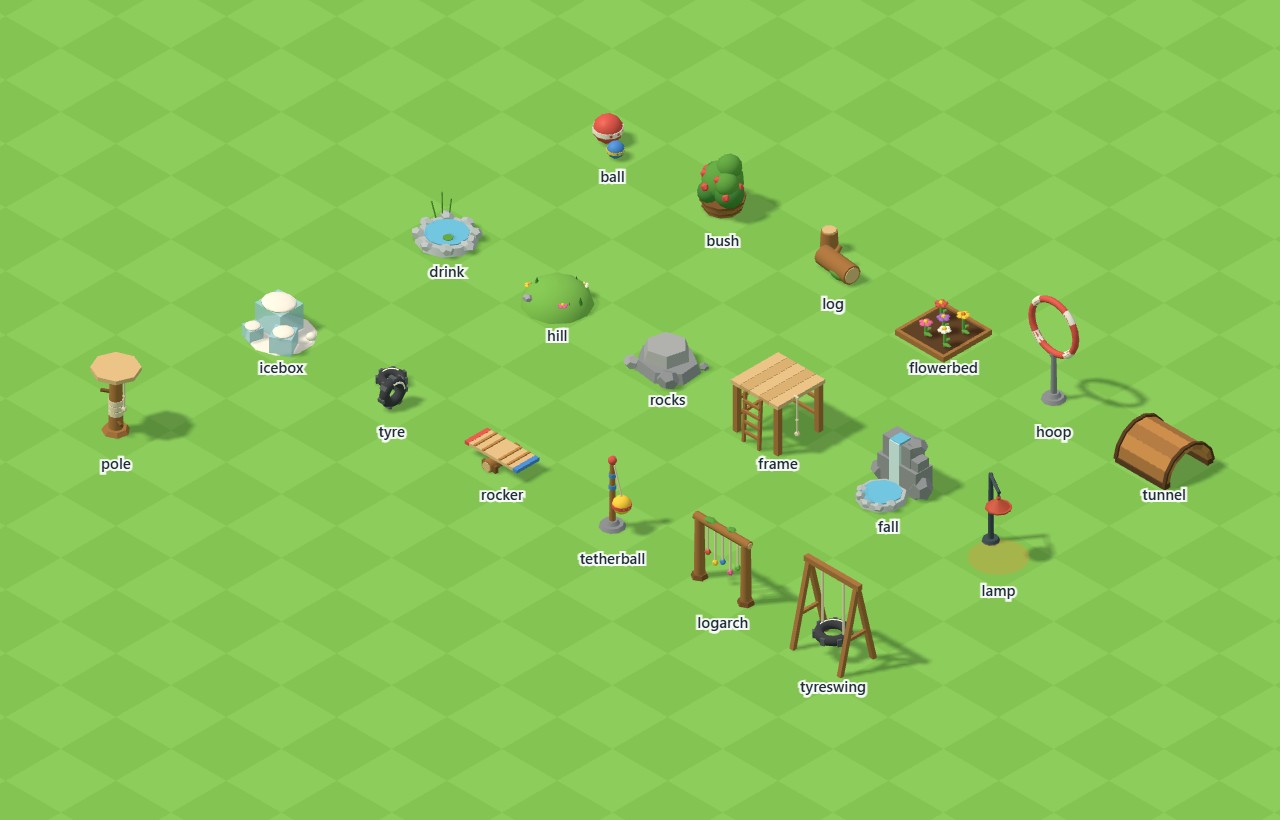 ball
bush
drink
log
hill
icebox
flowerbed
rocks
tyre
hoop
pole
frame
rocker
tunnel
fall
tetherball
lamp
logarch
tyreswing